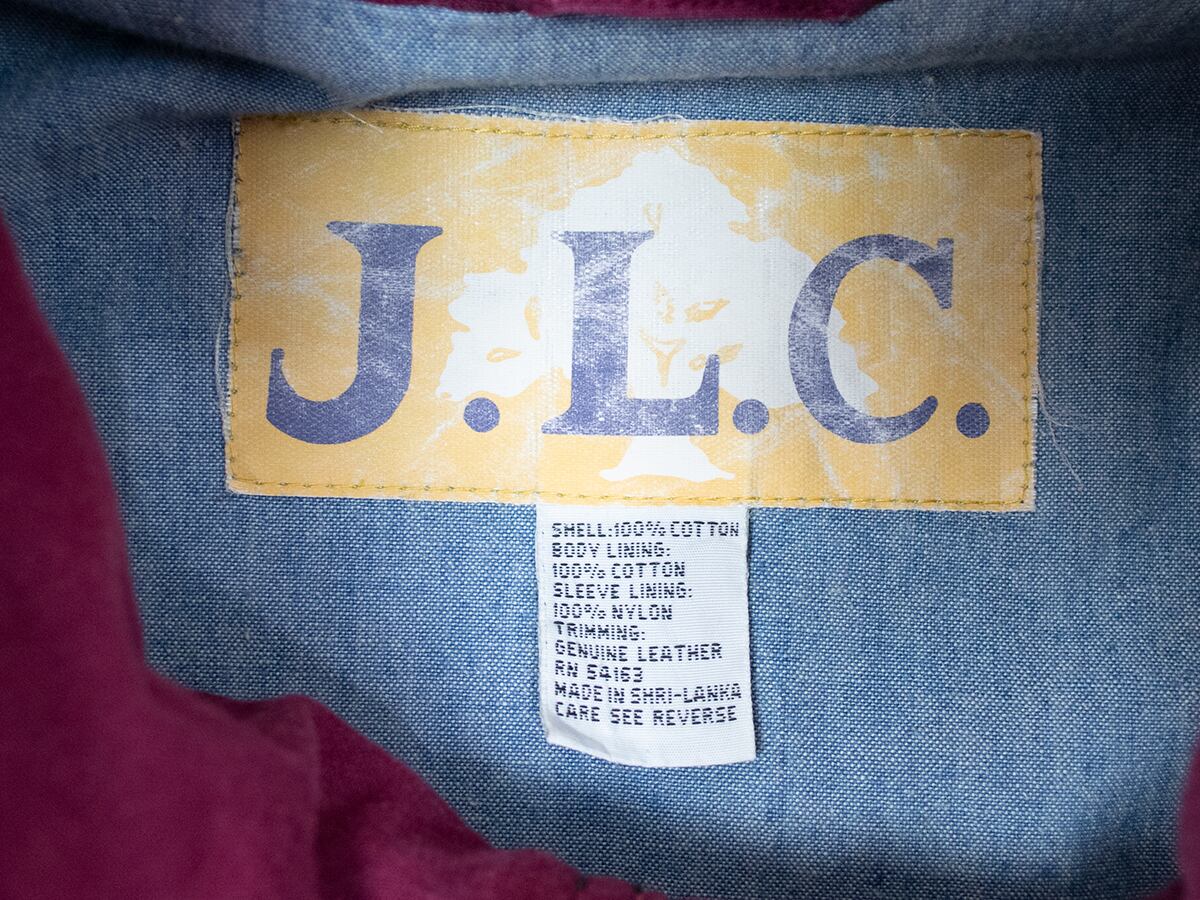 J.L.C.
SHELL:100% COTTON
BODY LINING:
100% COTTON
SLEEVE LINING:
100% NYLON
TRIMMING:
GENUINE LEATHER
RN 54163
MADE IN SHRI-LANKA
CARE SEE REVERSE